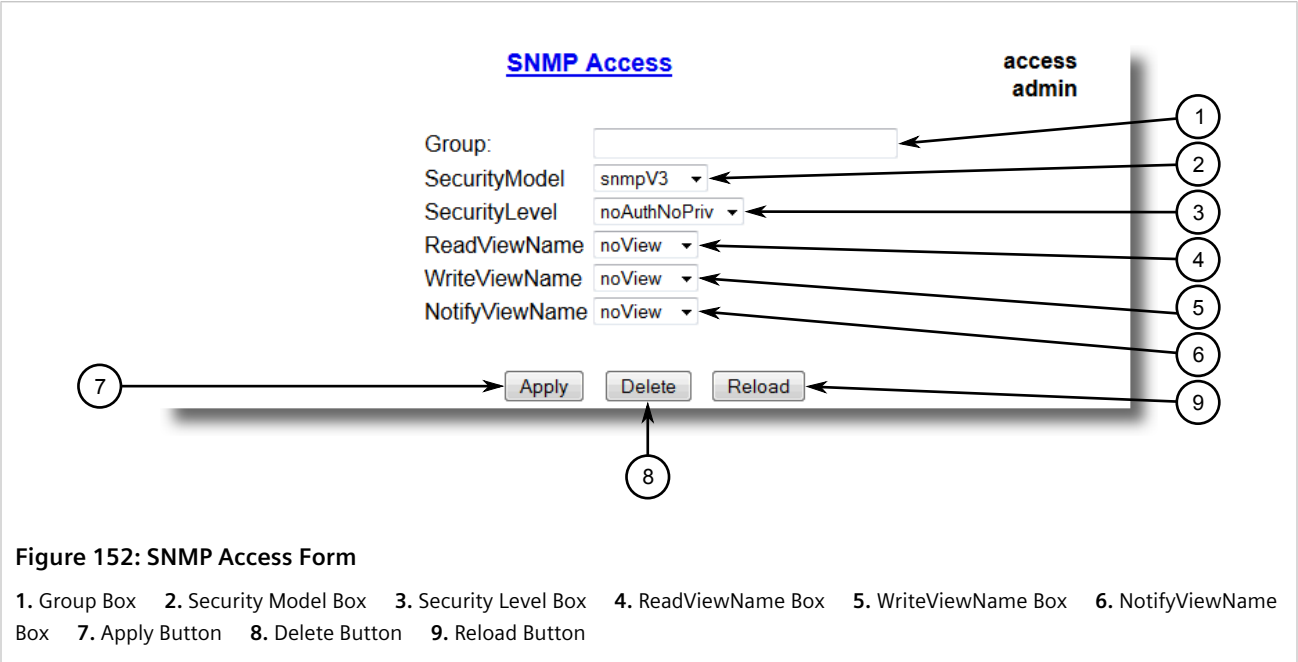 SNMP Access
access
admin
Group:
1
SecurityModel snmpV3
2
SecurityLevel noAuthNoPriv
3
ReadViewName noView
4
WriteViewName noView
5
NotifyViewName noView
6
7
Apply Delete Reload
9
8
Figure 152: SNMP Access Form
1. Group Box 2. Security Model Box 3. Security Level Box 4. ReadViewName Box 5. WriteViewName Box 6. NotifyViewName
Box 7. Apply Button 8. Delete Button 9. Reload Button